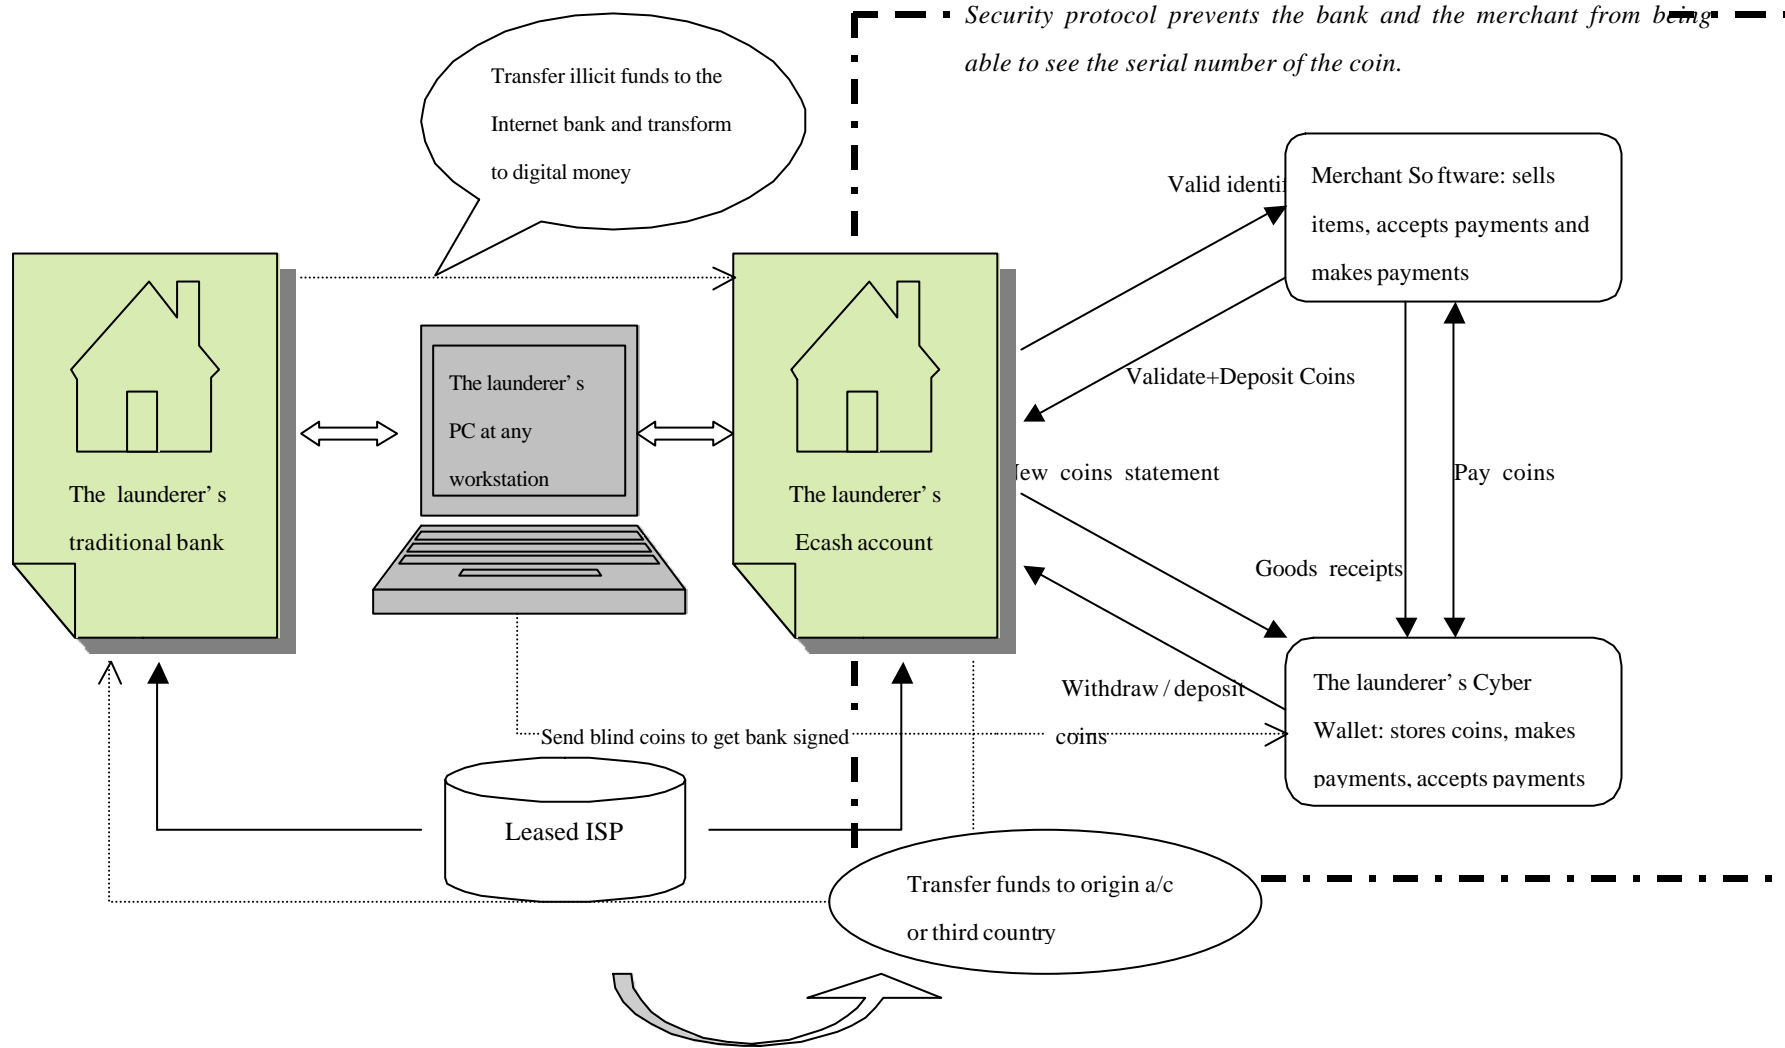 Security protocol prevents the bank and the merchant from being
able to see the serial number of the coin.
Transfer illicit funds to the
Internet bank and transform
to digital money
Valid
Merchant So ftware: sells
items, accepts payments and
makes payments
The launderer’ s
PC at any
workstation
Validate+Deposit Coins
The launderer’ s
traditional bank
The launderer’ s
Ecash account
coins statement
Pay coins
Goods receipts
Withdraw / deposit
coins
Send blind coins to get bank signed
The launderer’ s Cyber
Wallet: stores coins, makes
payments, accepts payments
Leased ISP
Transfer funds to origin a/c
or third country